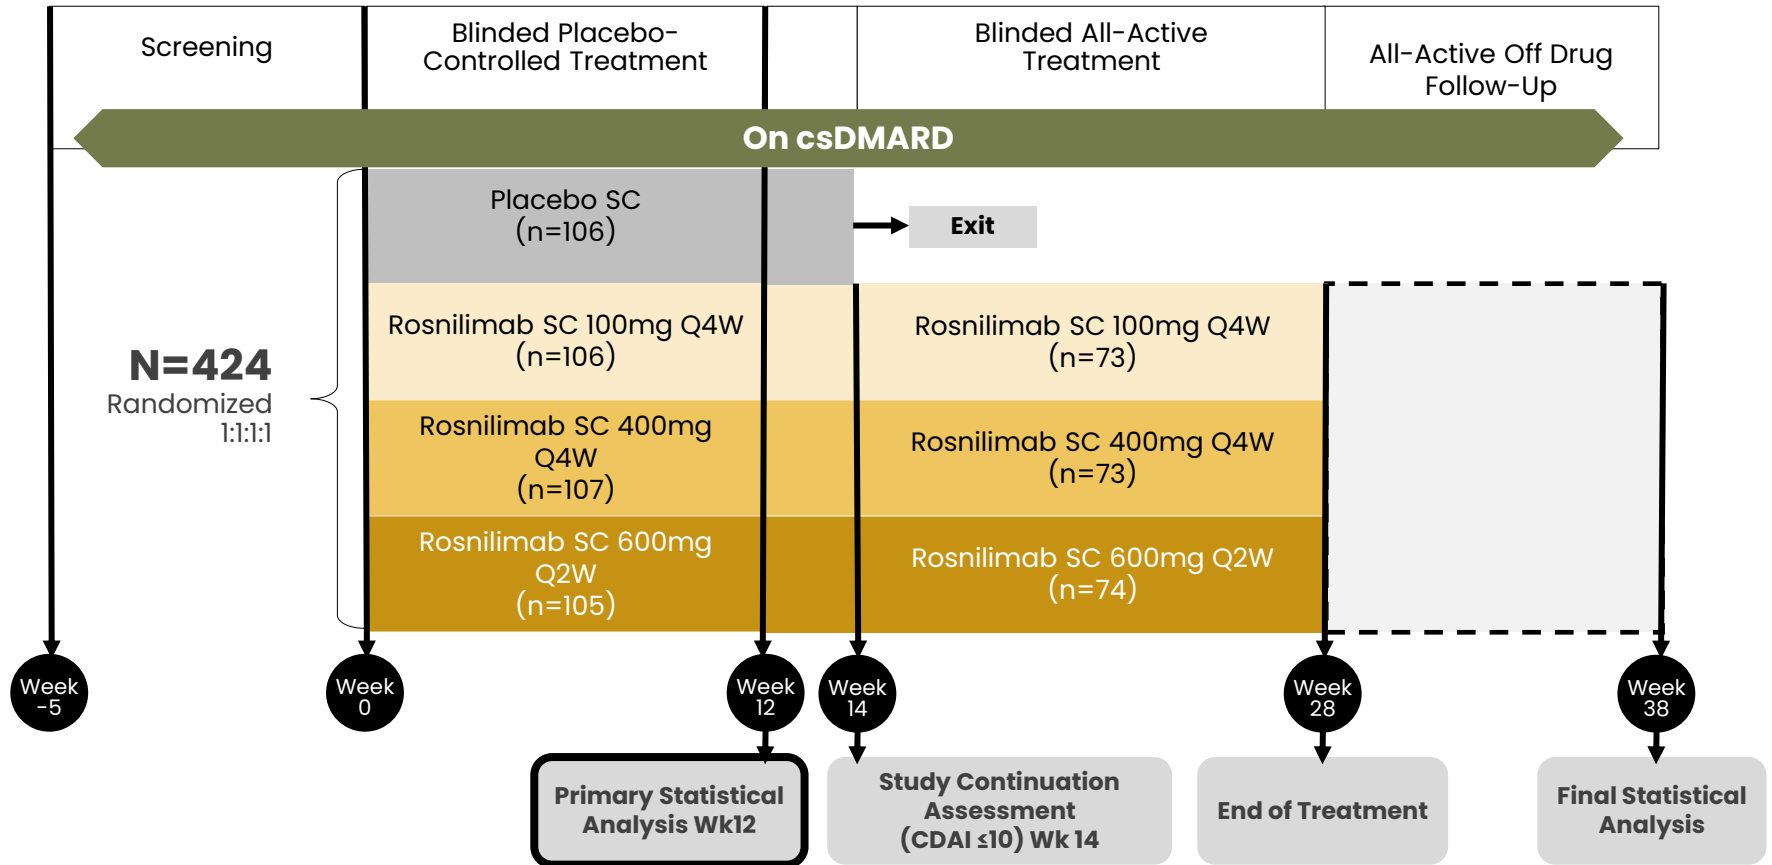 Screening
Blinded Placebo-
Controlled Treatment
Blinded All-Active
Treatment
All-Active Off Drug
Follow-Up
On csDMARD
Placebo SC
(n=106)
Exit
Rosnilimab SC 100mg Q4W
(n=106)
Rosnilimab SC 100mg Q4W
(n=73)
N=424
Randomized
1:1:1:1
Rosnilimab SC 400mg
Q4W
(n=107)
Rosnilimab SC 400mg Q4W
(n=73)
Rosnilimab SC 600mg
Q2W
(n=105)
Rosnilimab SC 600mg Q2W
(n=74)
Week
-5
Week
0
Week
12
Week
14
Week
28
Week
38
Primary Statistical
Analysis Wk12
Study Continuation
Assessment
(CDAI ≤10) Wk 14
End of Treatment
Final Statistical
Analysis